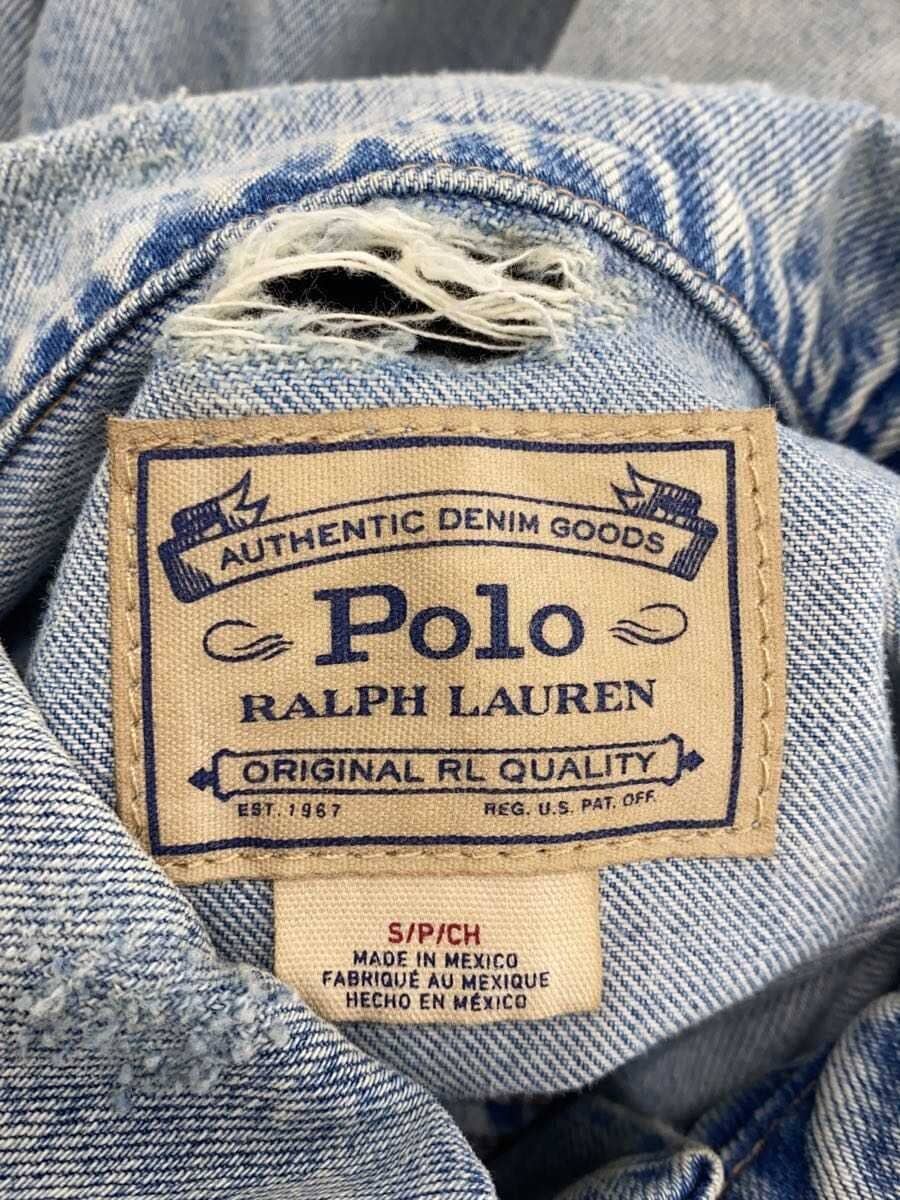 AUTHENTIC DENIM GOODS
Polo
RALPH LAUREN
ORIGINAL RL QUALITY
EST. 1967 REG. U.S. PAT. OFF.
S/P/CH
MADE IN MEXICO
FABRIQUÉ AU MEXIQUE
HECHO EN MÉXICO